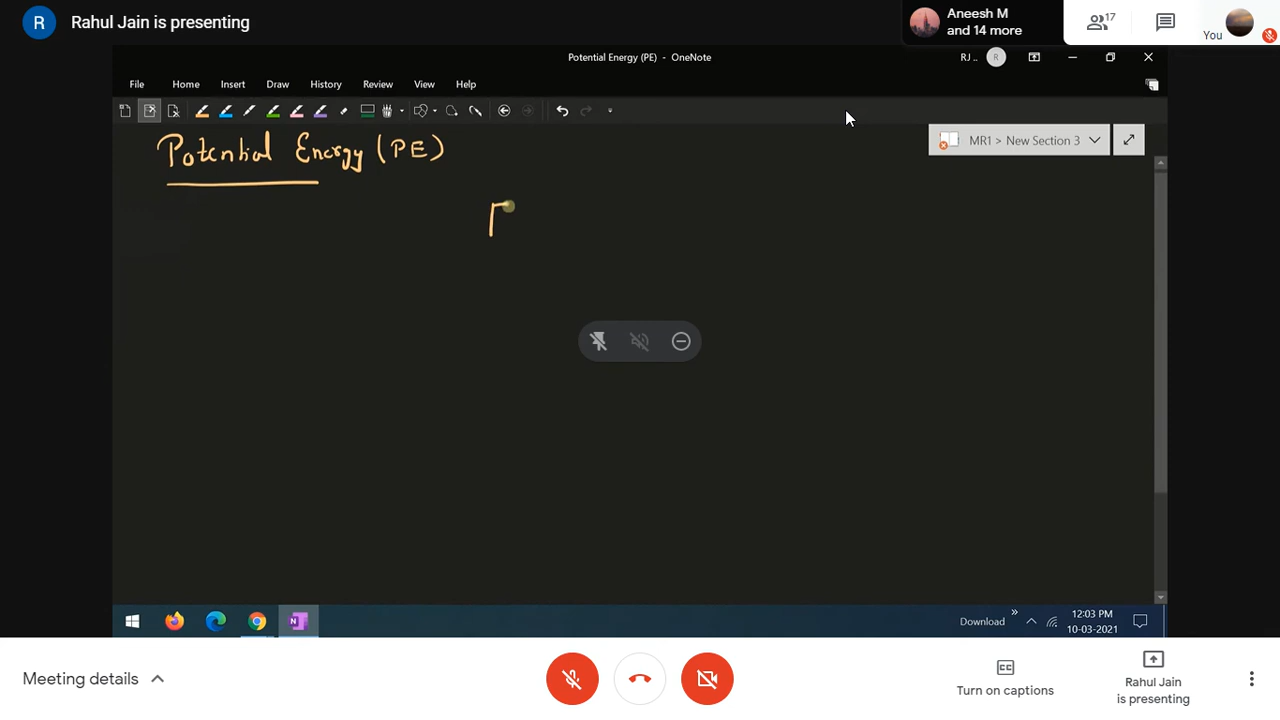 R
Rahul Jain is presenting
Aneesh M
and 14 more
17
You
Potential Energy (PE) - OneNote
RJ ..
R
File Home Insert Draw History Review View Help
MR1 > New Section 3
Potential Energy (PE)
N
Download
»
12:03 PM
10-03-2021
Meeting details
CC
Turn on captions
Rahul Jain
is presenting